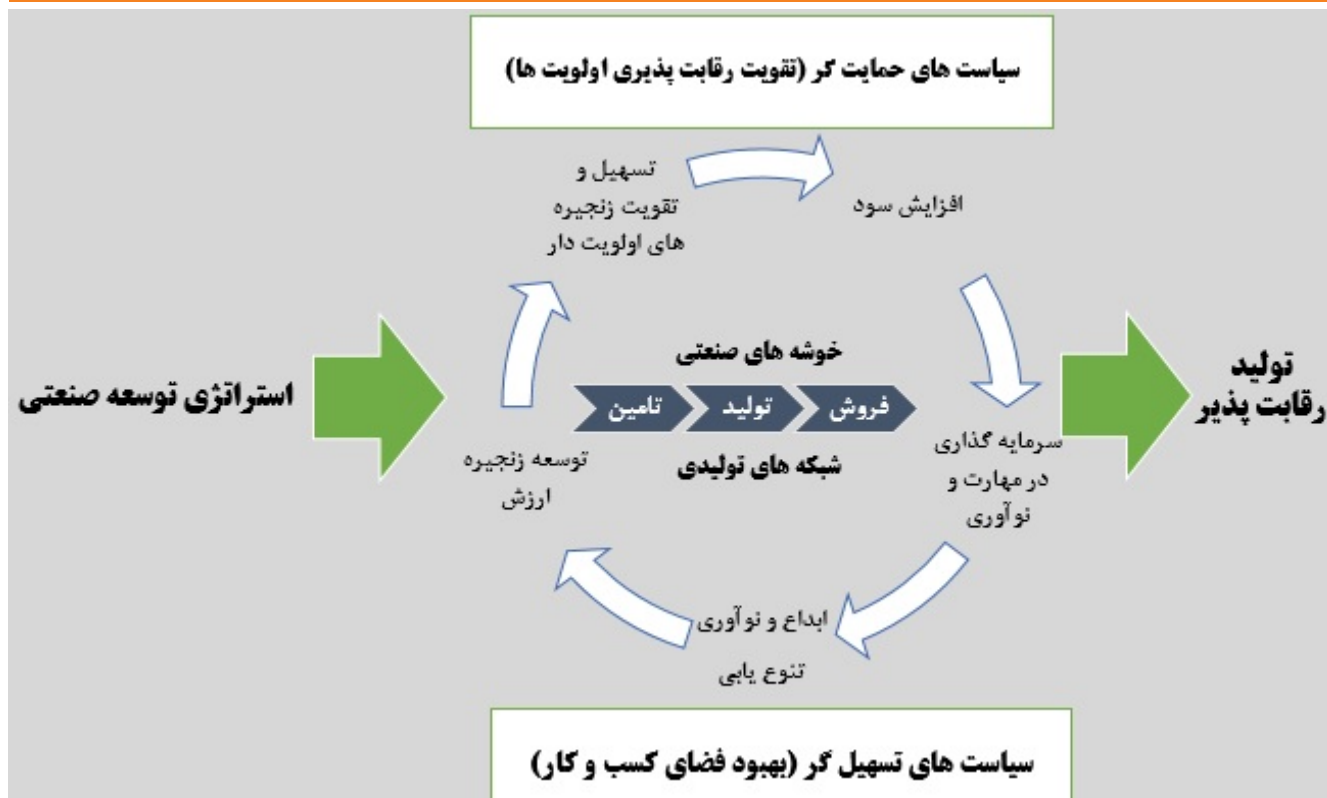 سیاست های حمایت گر (تقویت رقابت پذیری اولویت ها)
تسهیل و
تقویت زنجیره
های اولویت دار
افزایش سود
استراتژی توسعه صنعتی
خوشه های صنعتی
تامین
تولید
فروش
شبکه های تولیدی
تولید
رقابت پذیر
سرمایه گذاری
در مهارت و
نوآوری
توسعه زنجیره
ارزش
ابداع و نوآوری
تنوع یابی
سیاست های تسهیل گر (بهبود فضای کسب و کار)